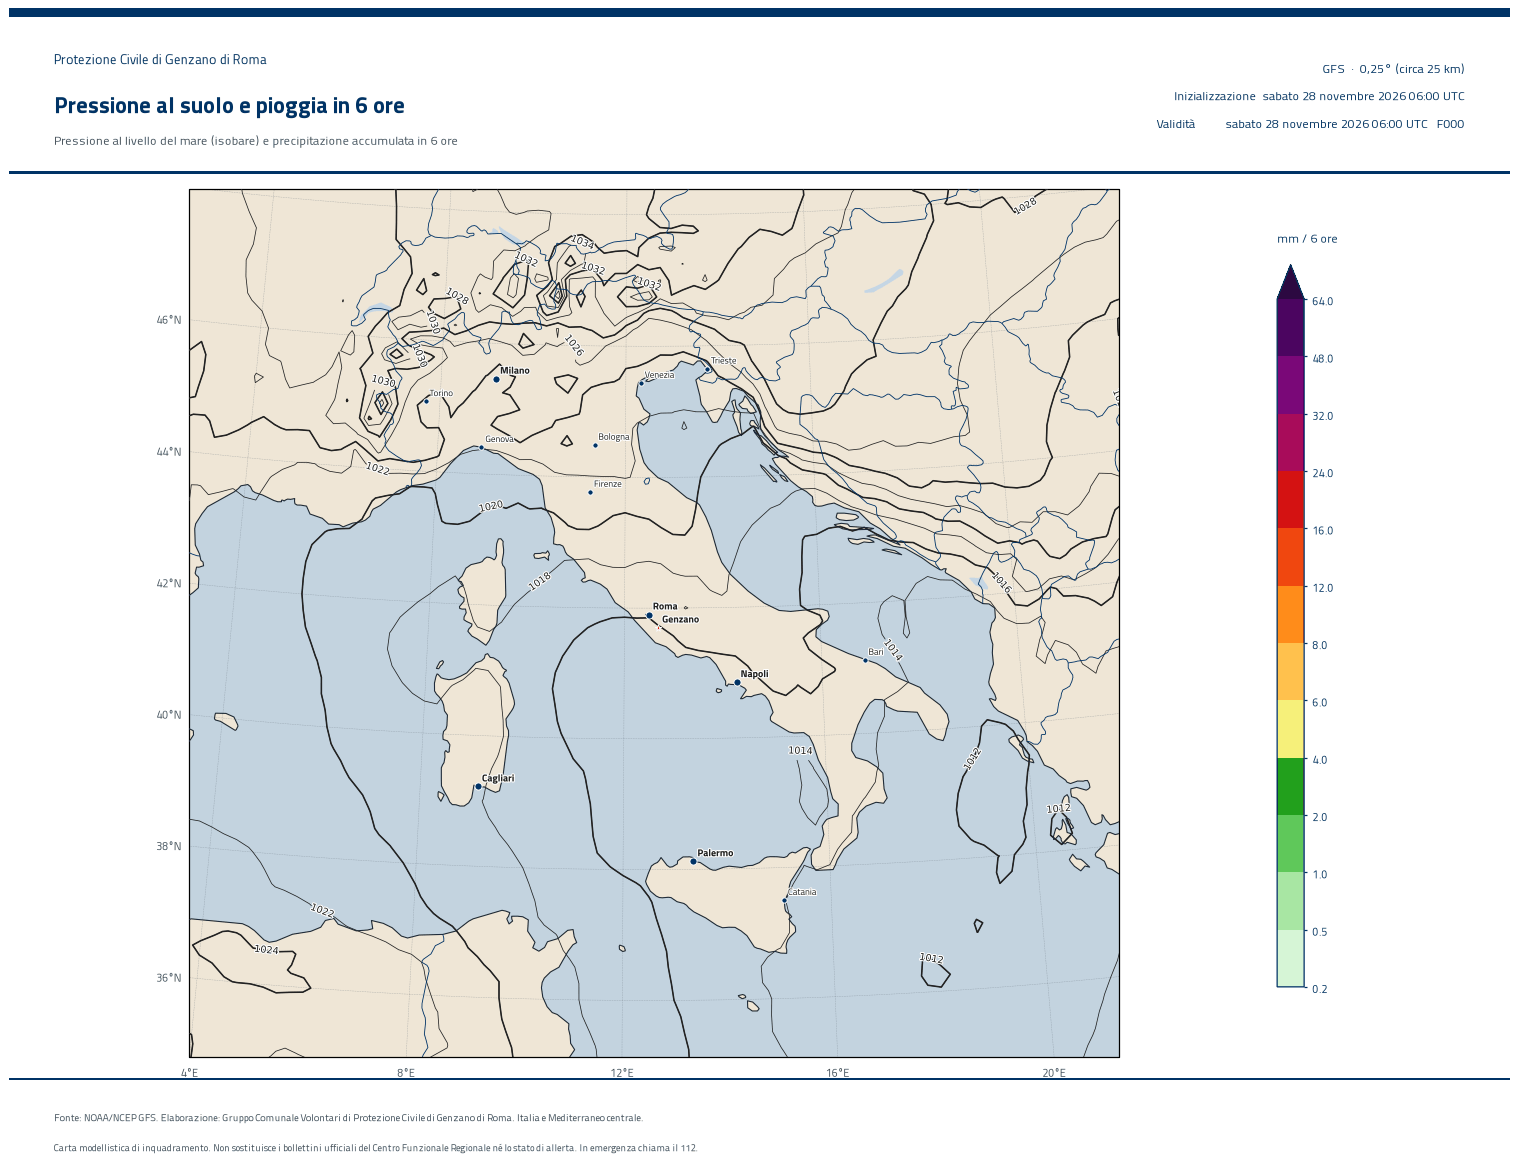 Protezione Civile di Genzano di Roma
Pressione al suolo e pioggia in 6 ore
Pressione al livello del mare (isobare) e precipitazione accumulata in 6 ore
GFS · 0,25° (circa 25 km)
Inizializzazione sabato 28 novembre 2026 06:00 UTC
Validità sabato 28 novembre 2026 06:00 UTC F000
mm / 6 ore
64.0
48.0
32.0
24.0
16.0
12.0
8.0
6.0
4.0
2.0
1.0
0.5
0.2
46°N
44°N
42°N
40°N
38°N
36°N
4°E
8°E
12°E
16°E
20°E
1028
1034
1032
1032
1032
1028
1030
1026
1030
1030
1022
1020
1018
1016
1014
1014
1012
1012
1022
1024
1012
Milano
Torino
Venezia
Trieste
Genova
Bologna
Firenze
Roma
Genzano
Napoli
Bari
Cagliari
Palermo
Catania
Fonte: NOAA/NCEP GFS. Elaborazione: Gruppo Comunale Volontari di Protezione Civile di Genzano di Roma. Italia e Mediterraneo centrale.
Carta modellistica di inquadramento. Non sostituisce i bollettini ufficiali del Centro Funzionale Regionale né lo stato di allerta. In emergenza chiama il 112.